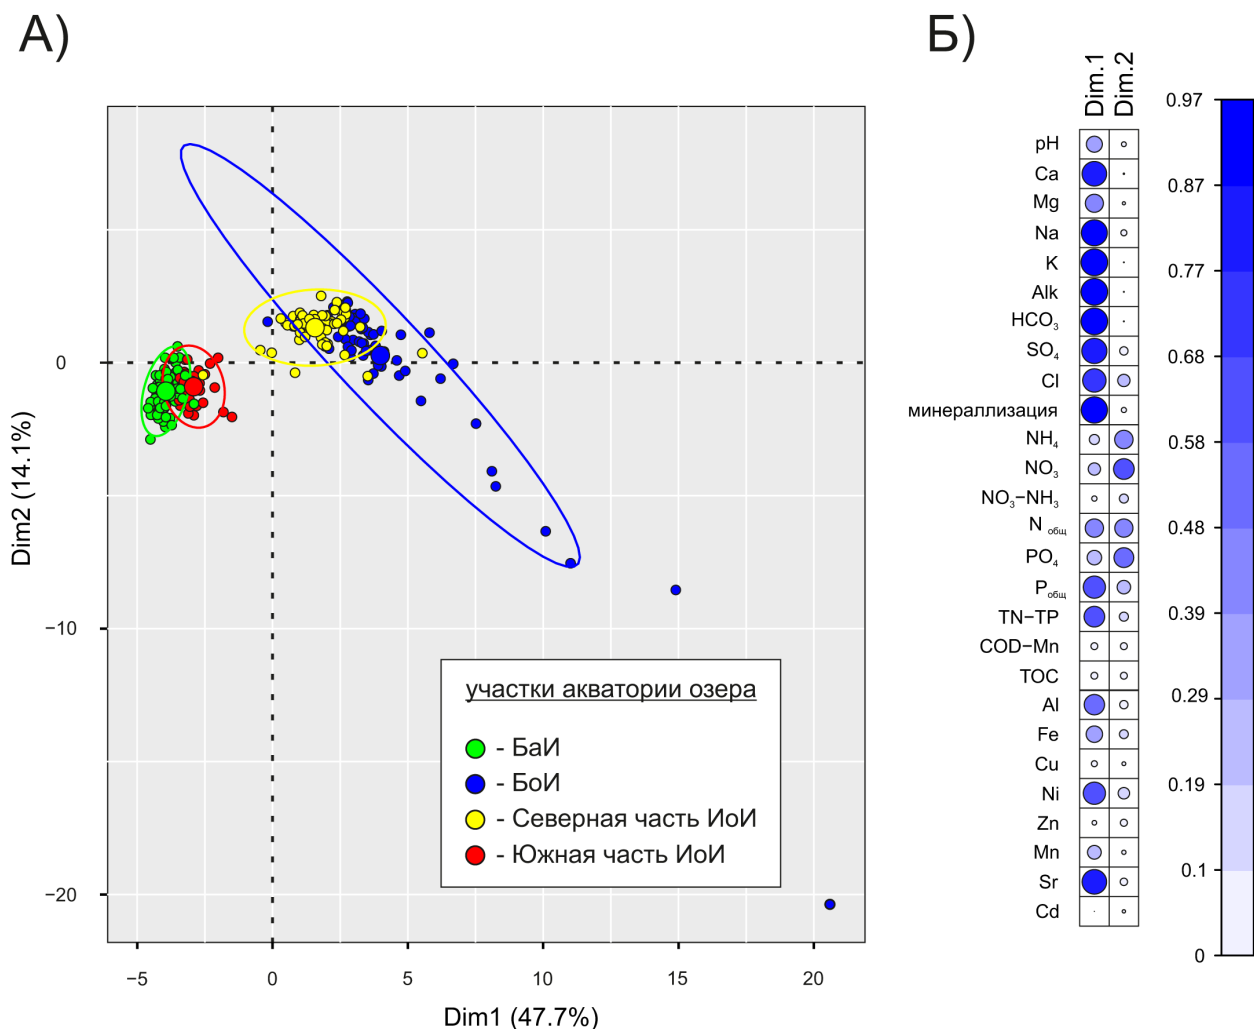 А)
Б)
Dim.1
Dim.2
0.97
0.87
0.77
0.68
0.58
0.48
0.39
0.29
0.19
0.1
0
pH
Ca
Mg
Na
K
Alk
HCO₃
SO₄
Cl
минераллизация
NH₄
NO₃
NO₃−NH₃
N общ
PO₄
Pобщ
TN−TP
COD−Mn
TOC
Al
Fe
Cu
Ni
Zn
Mn
Sr
Cd
Dim2 (14.1%)
0
−10
−20
участки акватории озера
- БаИ
- БоИ
- Северная часть ИоИ
- Южная часть ИоИ
−5
0
5
10
15
20
Dim1 (47.7%)